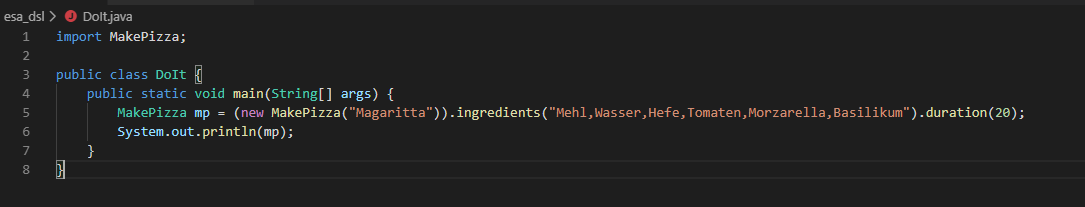 esa_dsl > DoIt.java
1 import MakePizza;
2
3 public class DoIt {
4 public static void main(String[] args) {
5 MakePizza mp = (new MakePizza("Magaritta")).ingredients("Mehl,Wasser,Hefe,Tomaten,Morzarella,Basilikum").duration(20);
6 System.out.println(mp);
7 }
8 }